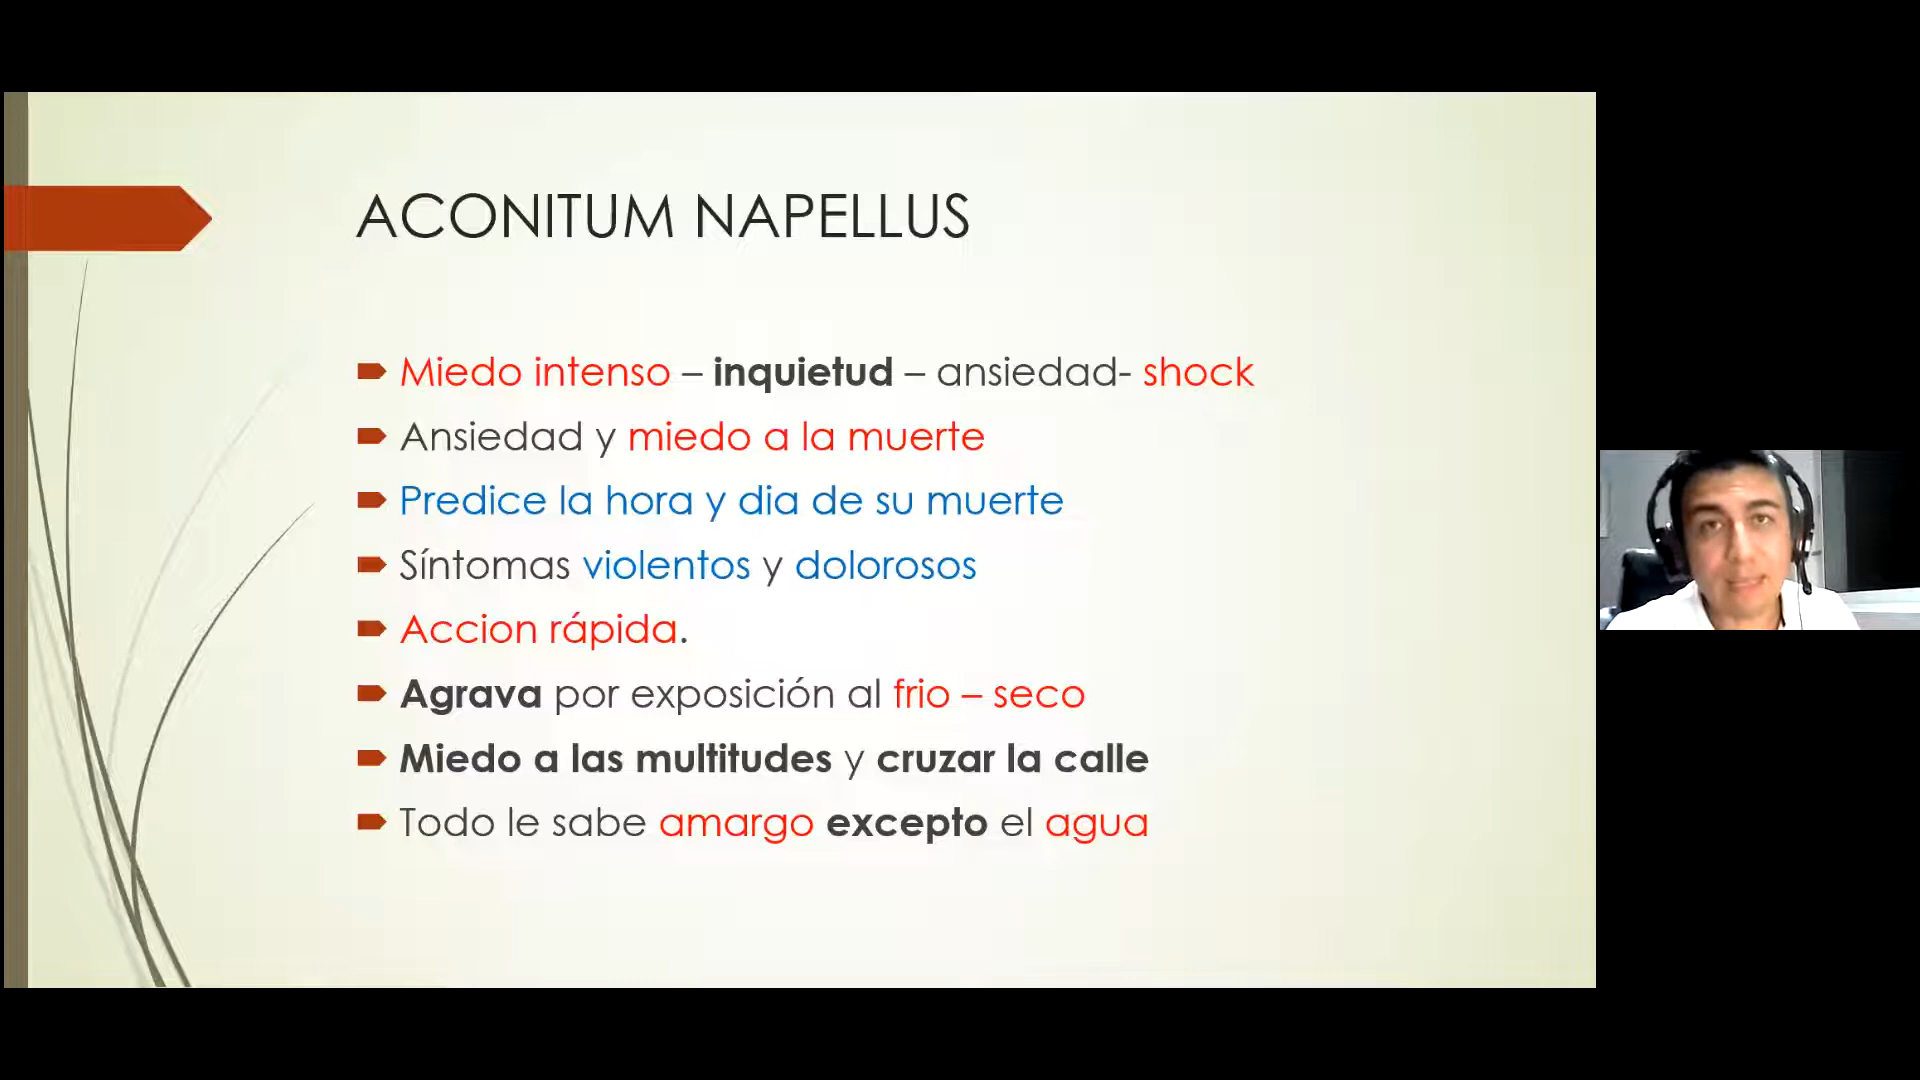 ACONITUM NAPELLUS
Miedo intenso – inquietud – ansiedad- shock
Ansiedad y miedo a la muerte
Predice la hora y dia de su muerte
Síntomas violentos y dolorosos
Accion rápida.
Agrava por exposición al frio – seco
Miedo a las multitudes y cruzar la calle
Todo le sabe amargo excepto el agua